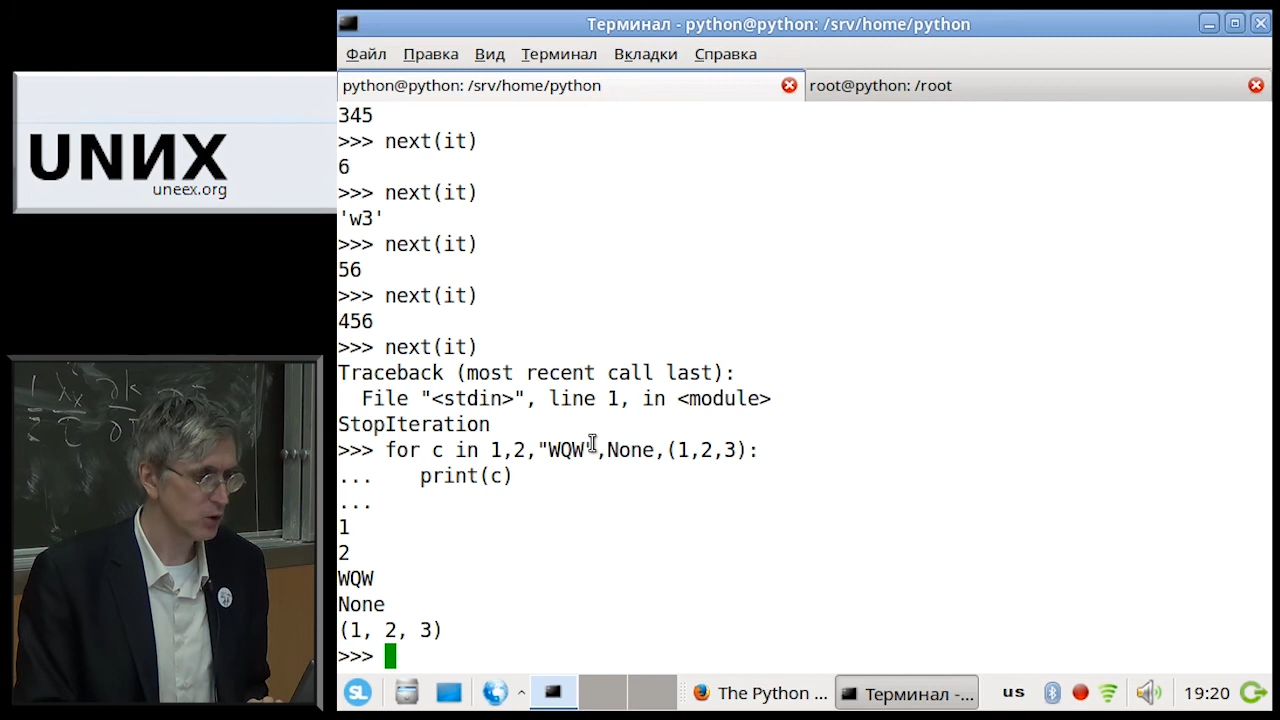 UNИX
uneex.org
Терминал - python@python: /srv/home/python
Файл Правка Вид Терминал Вкладки Справка
python@python: /srv/home/python
root@python: /root
345
>>> next(it)
6
>>> next(it)
'w3'
>>> next(it)
56
>>> next(it)
456
>>> next(it)
Traceback (most recent call last):
  File "<stdin>", line 1, in <module>
StopIteration
>>> for c in 1,2,"WQW",None,(1,2,3):
...    print(c)
...
1
2
WQW
None
(1, 2, 3)
>>>
The Python ...
Терминал -...
us
19:20